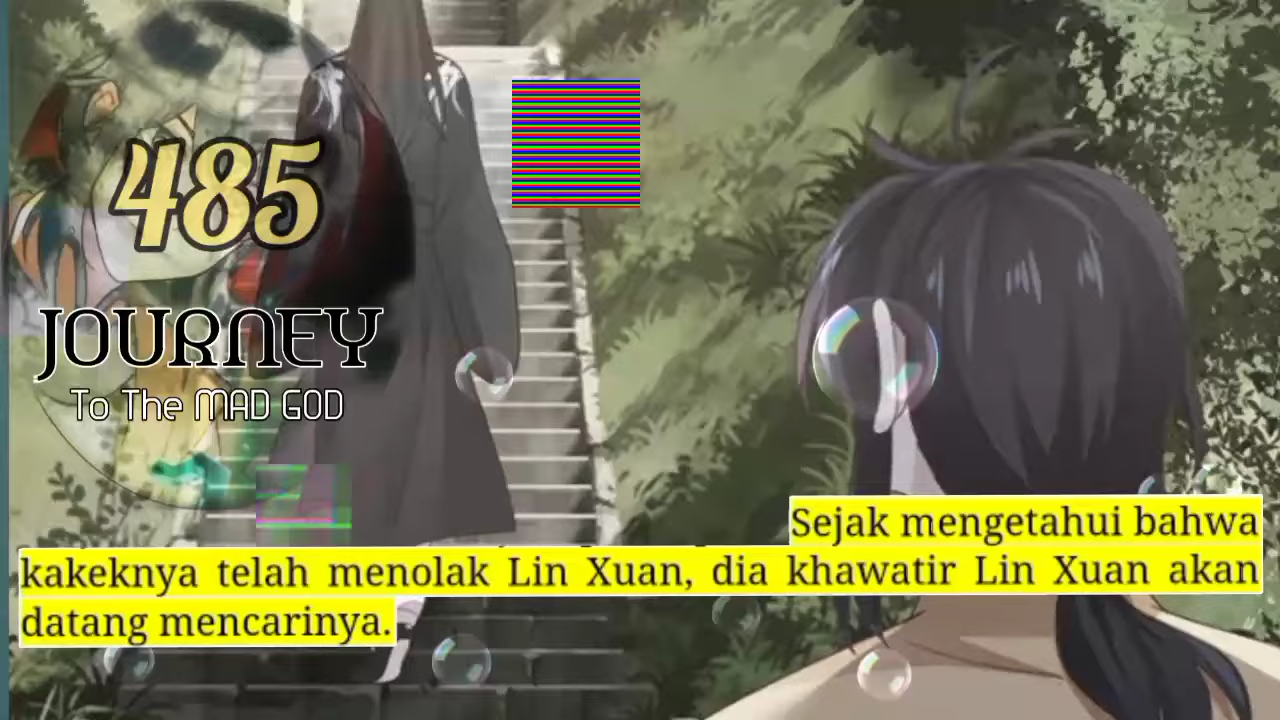 485
JOURNEY
To The MAD GOD
Sejak mengetahui bahwa
kakeknya telah menolak Lin Xuan, dia khawatir Lin Xuan akan
datang mencarinya.